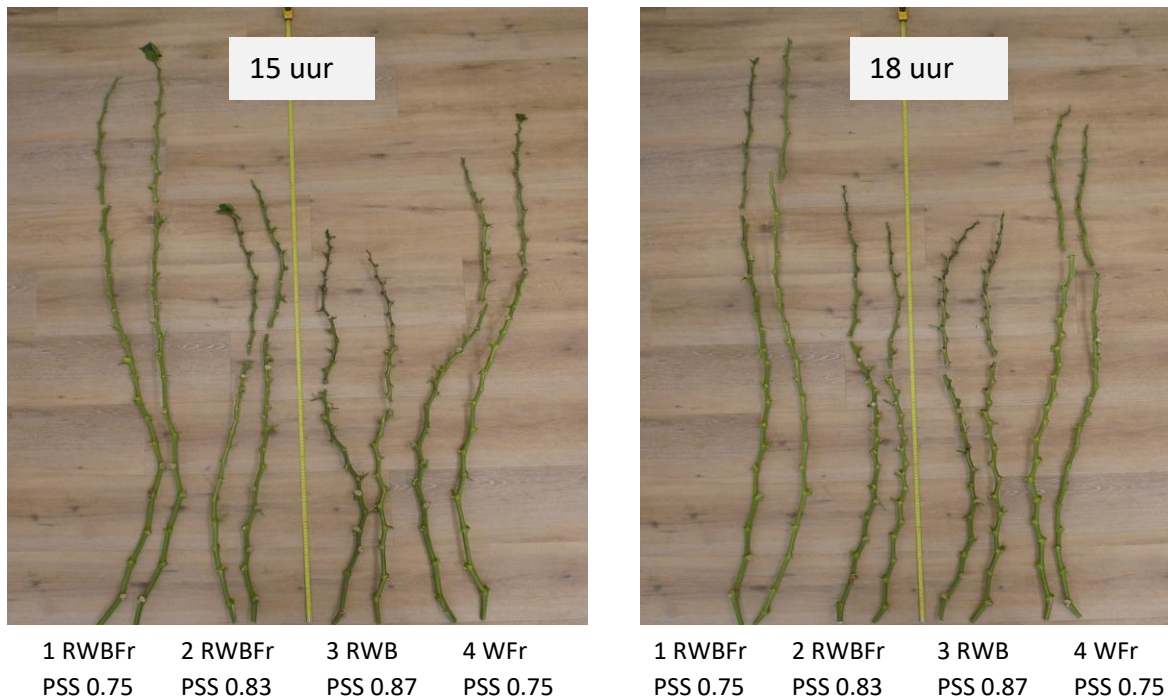 15 uur
18 uur
1 RWBFr 2 RWBFr 3 RWB 4 WFr
PSS 0.75 PSS 0.83 PSS 0.87 PSS 0.75
1 RWBFr 2 RWBFr 3 RWB 4 WFr
PSS 0.75 PSS 0.83 PSS 0.87 PSS 0.75